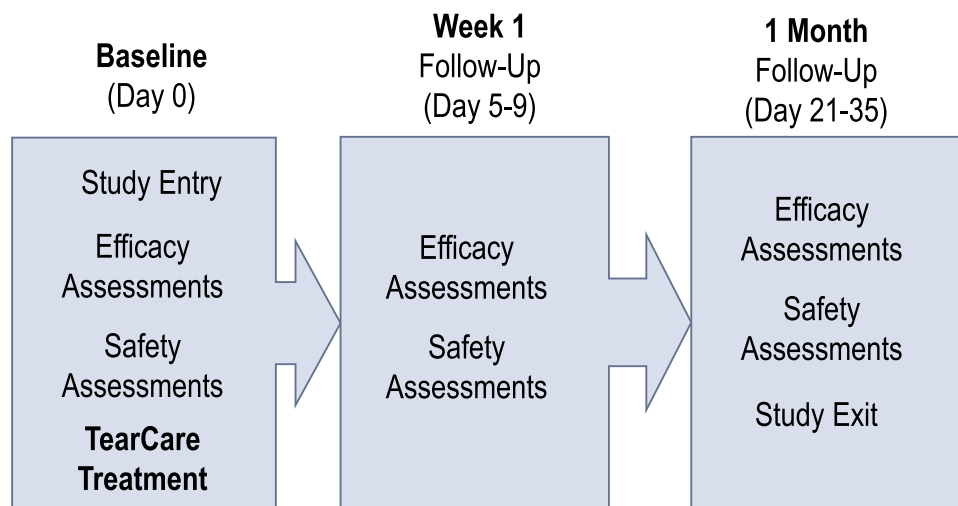 Baseline
(Day 0)
Study Entry
Efficacy
Assessments
Safety
Assessments
TearCare
Treatment
Week 1
Follow-Up
(Day 5-9)
Efficacy
Assessments
Safety
Assessments
1 Month
Follow-Up
(Day 21-35)
Efficacy
Assessments
Safety
Assessments
Study Exit